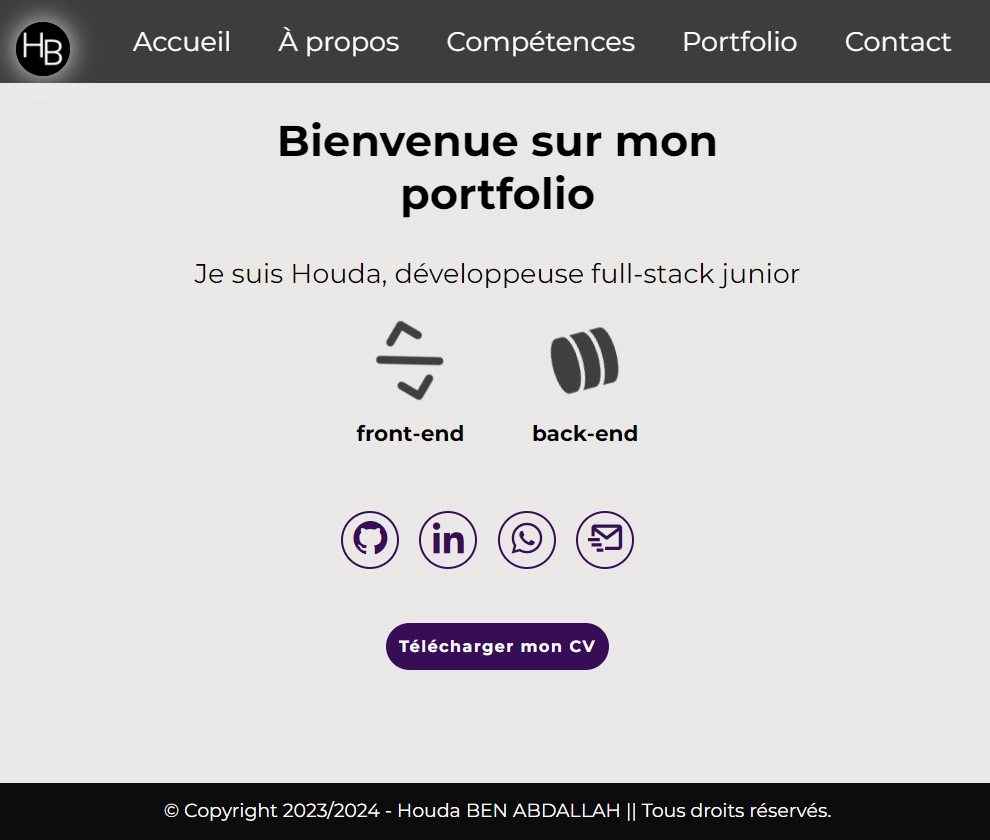 HB
Accueil À propos Compétences Portfolio Contact
Bienvenue sur mon
portfolio
Je suis Houda, développeuse full-stack junior
front-end back-end
in
Télécharger mon CV
© Copyright 2023/2024 - Houda BEN ABDALLAH || Tous droits réservés.